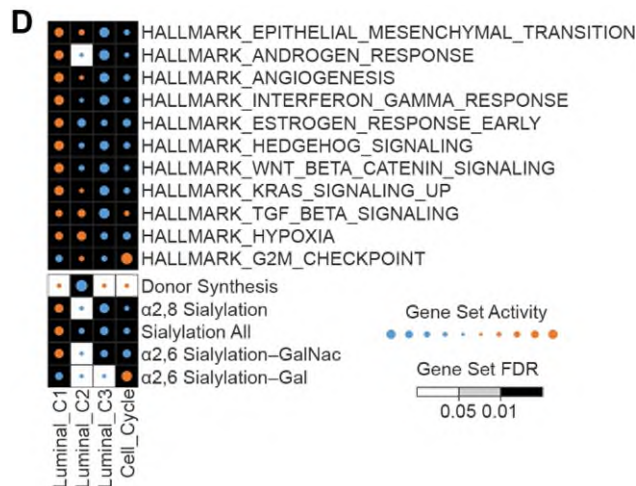 D
HALLMARK_EPITHELIAL_MESENCHYMAL_TRANSITION
HALLMARK_ANDROGEN_RESPONSE
HALLMARK_ANGIOGENESIS
HALLMARK_INTERFERON_GAMMA_RESPONSE
HALLMARK_ESTROGEN_RESPONSE_EARLY
HALLMARK_HEDGEHOG_SIGNALING
HALLMARK_WNT_BETA_CATENIN_SIGNALING
HALLMARK_KRAS_SIGNALING_UP
HALLMARK_TGF_BETA_SIGNALING
HALLMARK_HYPOXIA
HALLMARK_G2M_CHECKPOINT
Donor Synthesis
α2,8 Sialylation
Sialylation All
α2,6 Sialylation–GalNac
α2,6 Sialylation–Gal
Luminal_C1
Luminal_C2
Luminal_C3
Cell_Cycle
Gene Set Activity
Gene Set FDR
0.05 0.01